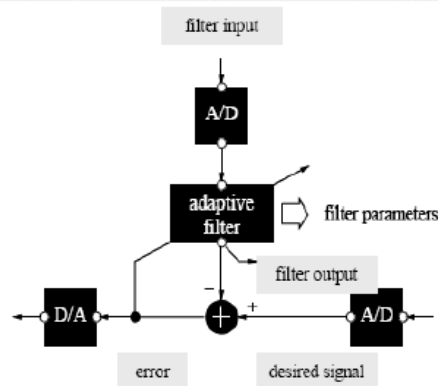 filter input
A/D
adaptive
filter
filter parameters
filter output
−
+
+
D/A
A/D
error
desired signal